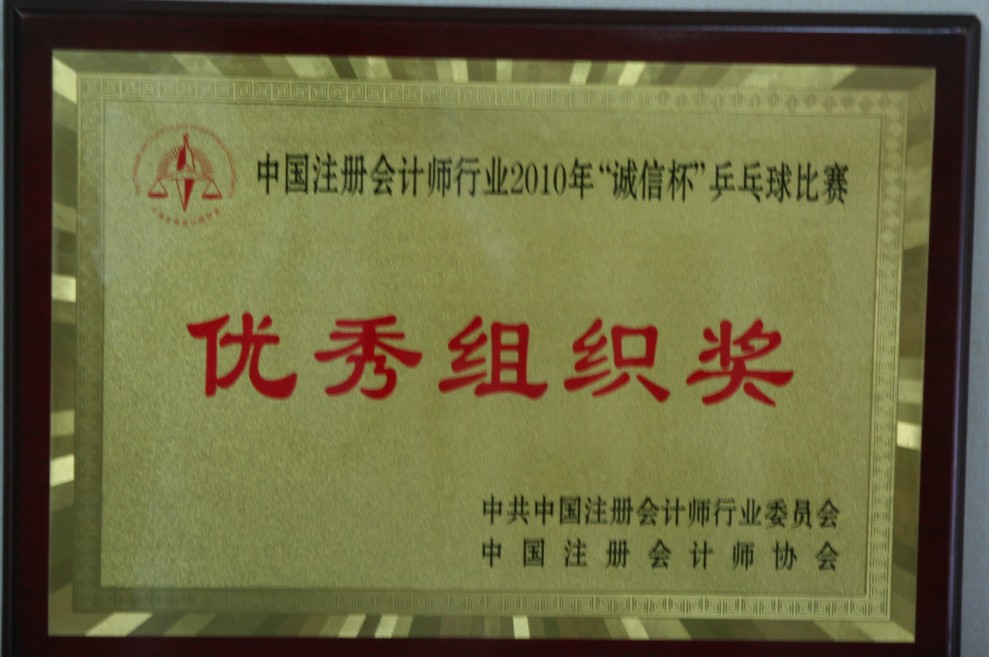 中国注册会计师行业2010年“诚信杯”乒乓球比赛
优秀组织奖
中共中国注册会计师行业委员会
中国注册会计师协会